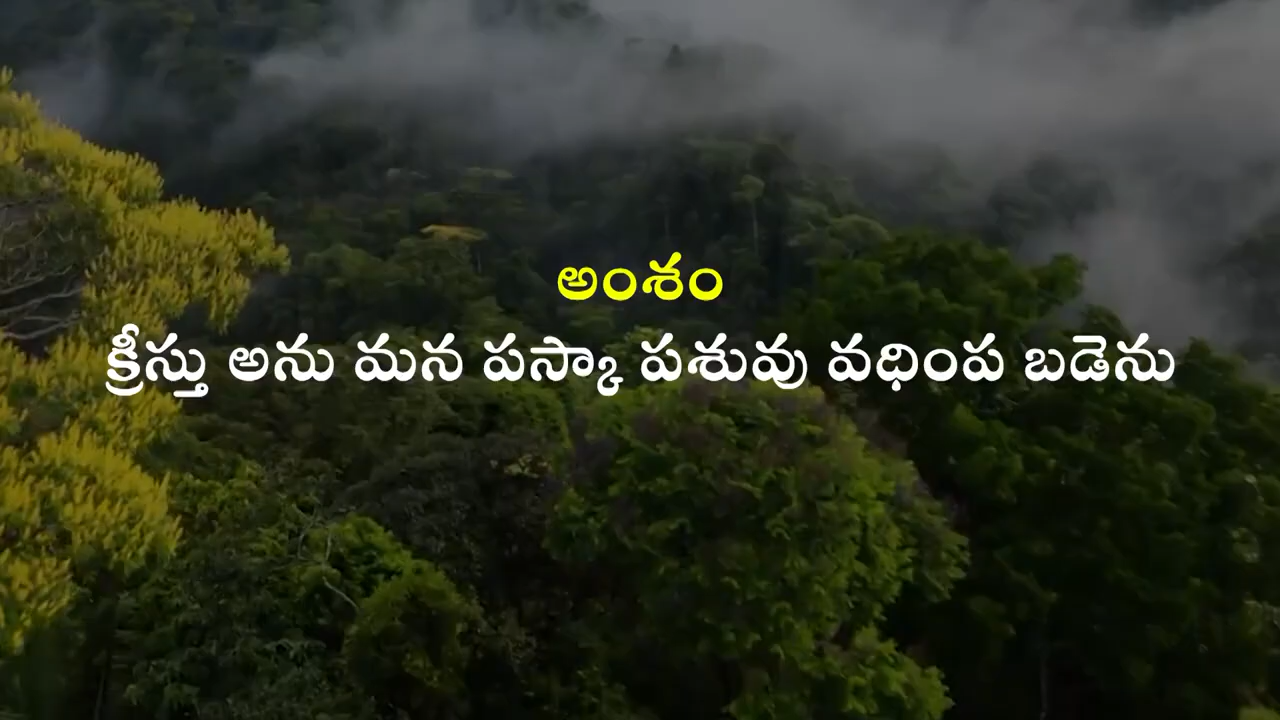 అంశం
క్రీస్తు అను మన పస్కా పశువు వధింప బడెను